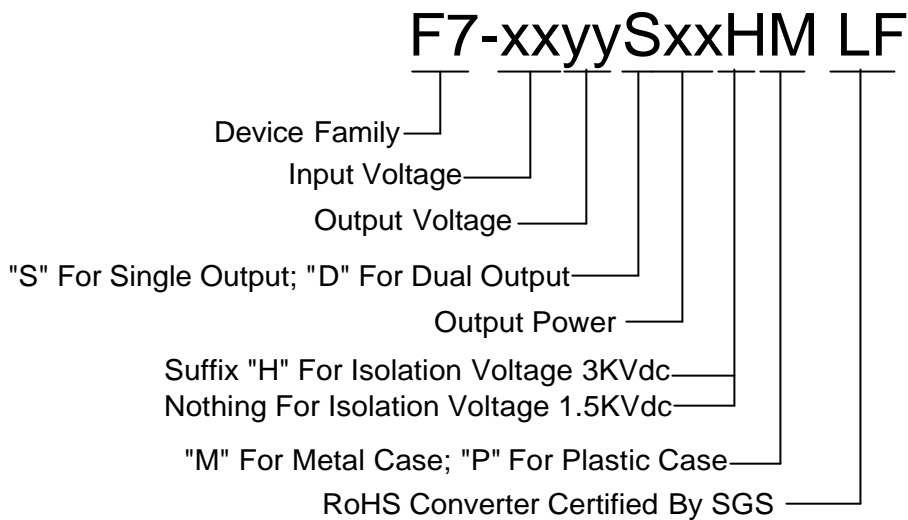 F7-xxyySxxHM LF
Device Family
Input Voltage
Output Voltage
"S" For Single Output; "D" For Dual Output
Output Power
Suffix "H" For Isolation Voltage 3KVdc
Nothing For Isolation Voltage 1.5KVdc
"M" For Metal Case; "P" For Plastic Case
RoHS Converter Certified By SGS